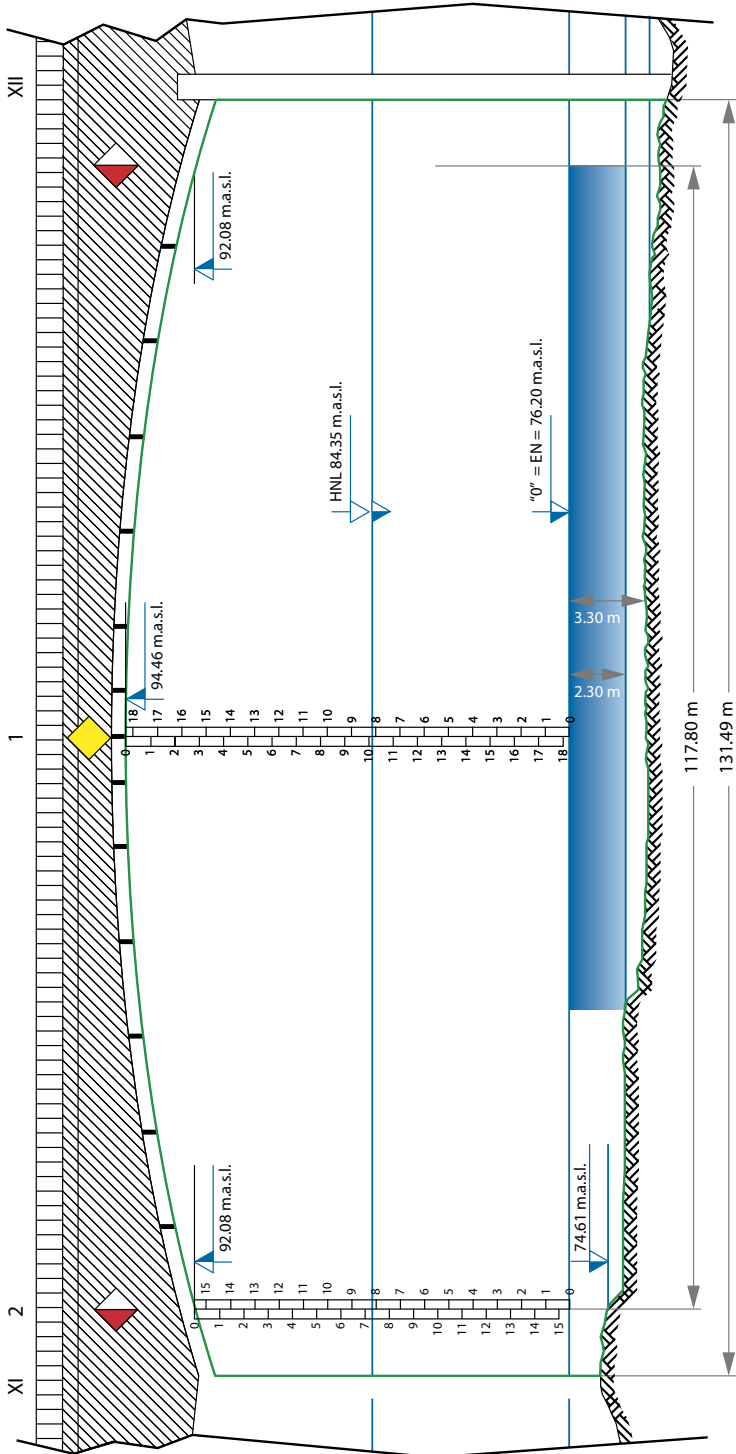 XI 2 1 XII
94.46 m.a.s.l.
92.08 m.a.s.l.
92.08 m.a.s.l.
HNL 84.35 m.a.s.l.
"0" = EN = 76.20 m.a.s.l.
74.61 m.a.s.l.
0 1 2 3 4 5 6 7 8 9 10 11 12 13 14 15
15 14 13 12 11 10 9 8 7 6 5 4 3 2 1 0
0 1 2 3 4 5 6 7 8 9 10 11 12 13 14 15 16 17 18
18 17 16 15 14 13 12 11 10 9 8 7 6 5 4 3 2 1 0
2.30 m
3.30 m
117.80 m
131.49 m